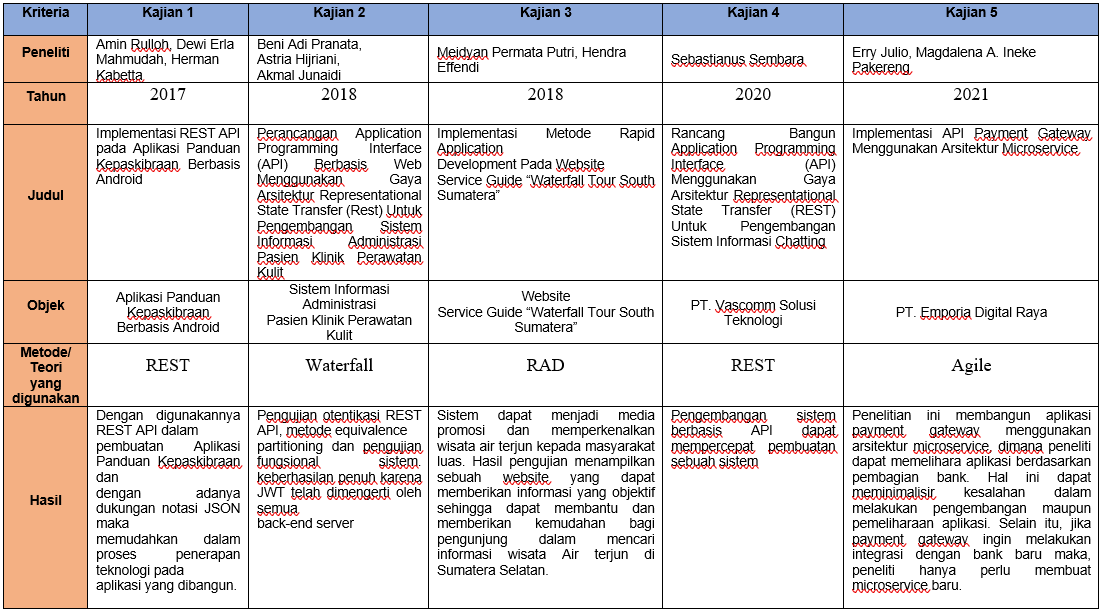 Kriteria
Kajian 1
Kajian 2
Kajian 3
Kajian 4
Kajian 5
Peneliti
Amin Rulloh, Dewi Erla
Mahmudah, Herman
Kabetta
Beni Adi Pranata,
Astria Hijriani,
Akmal Junaidi
Meidyan Permata Putri, Hendra
Effendi
Sebastianus Sembara
Erry Julio, Magdalena A. Ineke
Pakereng
Tahun
2017
2018
2018
2020
2021
Judul
Implementasi REST API
pada Aplikasi Panduan
Kepaskibraan Berbasis
Android
Perancangan Application
Programming Interface
(API) Berbasis Web
Menggunakan Gaya
Arsitektur Representational
State Transfer (Rest) Untuk
Pengembangan Sistem
Informasi Administrasi
Pasien Klinik Perawatan
Kulit
Implementasi Metode Rapid
Application
Development Pada Website
Service Guide “Waterfall Tour South
Sumatera”
Rancang Bangun
Application Programming
Interface (API)
Menggunakan Gaya
Arsitektur Representational
State Transfer (REST)
Untuk Pengembangan
Sistem Informasi Chatting
Implementasi API Payment Gateway
Menggunakan Arsitektur Microservice
Objek
Aplikasi Panduan
Kepaskibraan
Berbasis Android
Sistem Informasi
Administrasi
Pasien Klinik Perawatan
Kulit
Website
Service Guide “Waterfall Tour South
Sumatera”
PT. Vascomm Solusi
Teknologi
PT. Emporia Digital Raya
Metode/
Teori
yang
digunakan
REST
Waterfall
RAD
REST
Agile
Hasil
Dengan digunakannya
REST API dalam
pembuatan Aplikasi
Panduan Kepaskibraan
dan
dengan adanya
dukungan notasi JSON
maka
memudahkan dalam
proses penerapan
teknologi pada
aplikasi yang dibangun.
Pengujian otentikasi REST
API, metode equivalence
partitioning dan pengujian
fungsional sistem.
keberhasilan penuh karena
JWT telah dimengerti oleh
semua
back-end server
Sistem dapat menjadi media
promosi dan memperkenalkan
wisata air terjun kepada masyarakat
luas. Hasil pengujian menampilkan
sebuah website yang dapat
memberikan informasi yang objektif
sehingga dapat membantu dan
memberikan kemudahan bagi
pengunjung dalam mencari
informasi wisata Air terjun di
Sumatera Selatan.
Pengembangan sistem
berbasis API dapat
mempercepat pembuatan
sebuah sistem
Penelitian ini membangun aplikasi
payment gateway menggunakan
arsitektur microservice, dimana peneliti
dapat memelihara aplikasi berdasarkan
pembagian bank. Hal ini dapat
meminimalisir kesalahan dalam
melakukan pengembangan maupun
pemeliharaan aplikasi. Selain itu, jika
payment gateway ingin melakukan
integrasi dengan bank baru maka,
peneliti hanya perlu membuat
microservice baru.